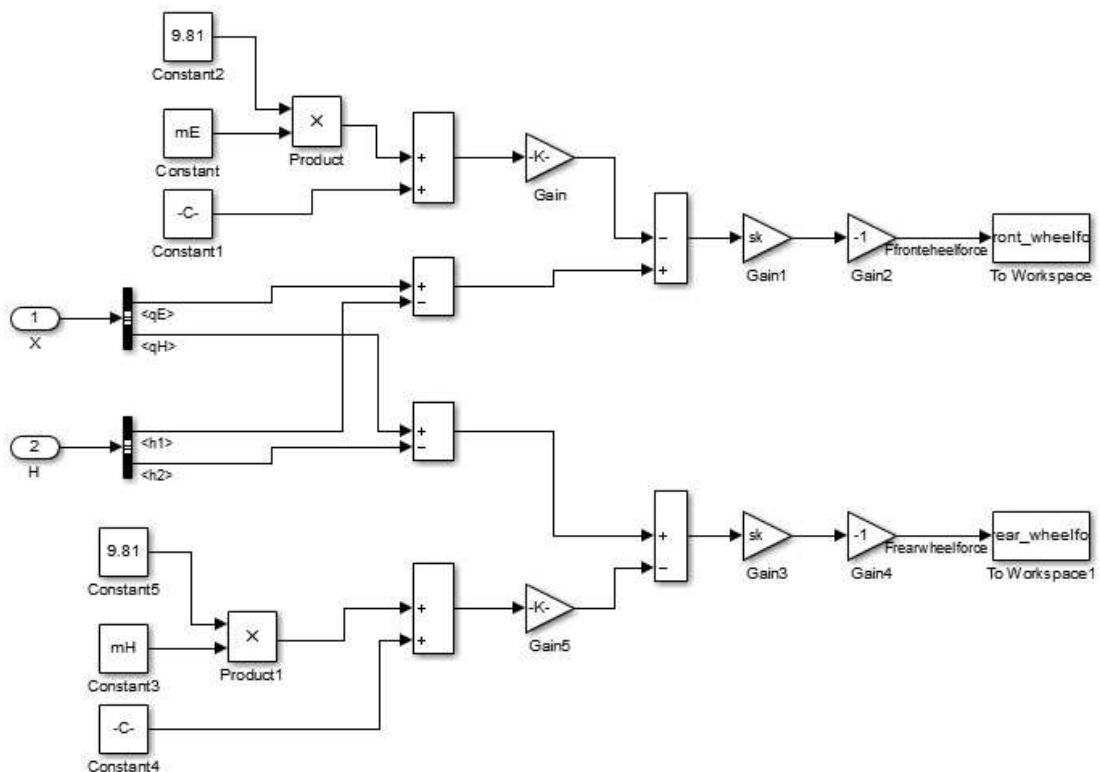 9.81
Constant2
mE
Constant
×
Product
-C-
Constant1
+
+
-K-
Gain
−
+
sk
Gain1
-1
Gain2
Ffronteheelforce
ront_wheelfo
To Workspace
1
X
<qE>
<qH>
+
−
2
H
<h1>
<h2>
+
−
9.81
Constant5
mH
Constant3
×
Product1
-C-
Constant4
+
+
-K-
Gain5
+
−
sk
Gain3
-1
Gain4
Frearwheelforce
rear_wheelfo
To Workspace1